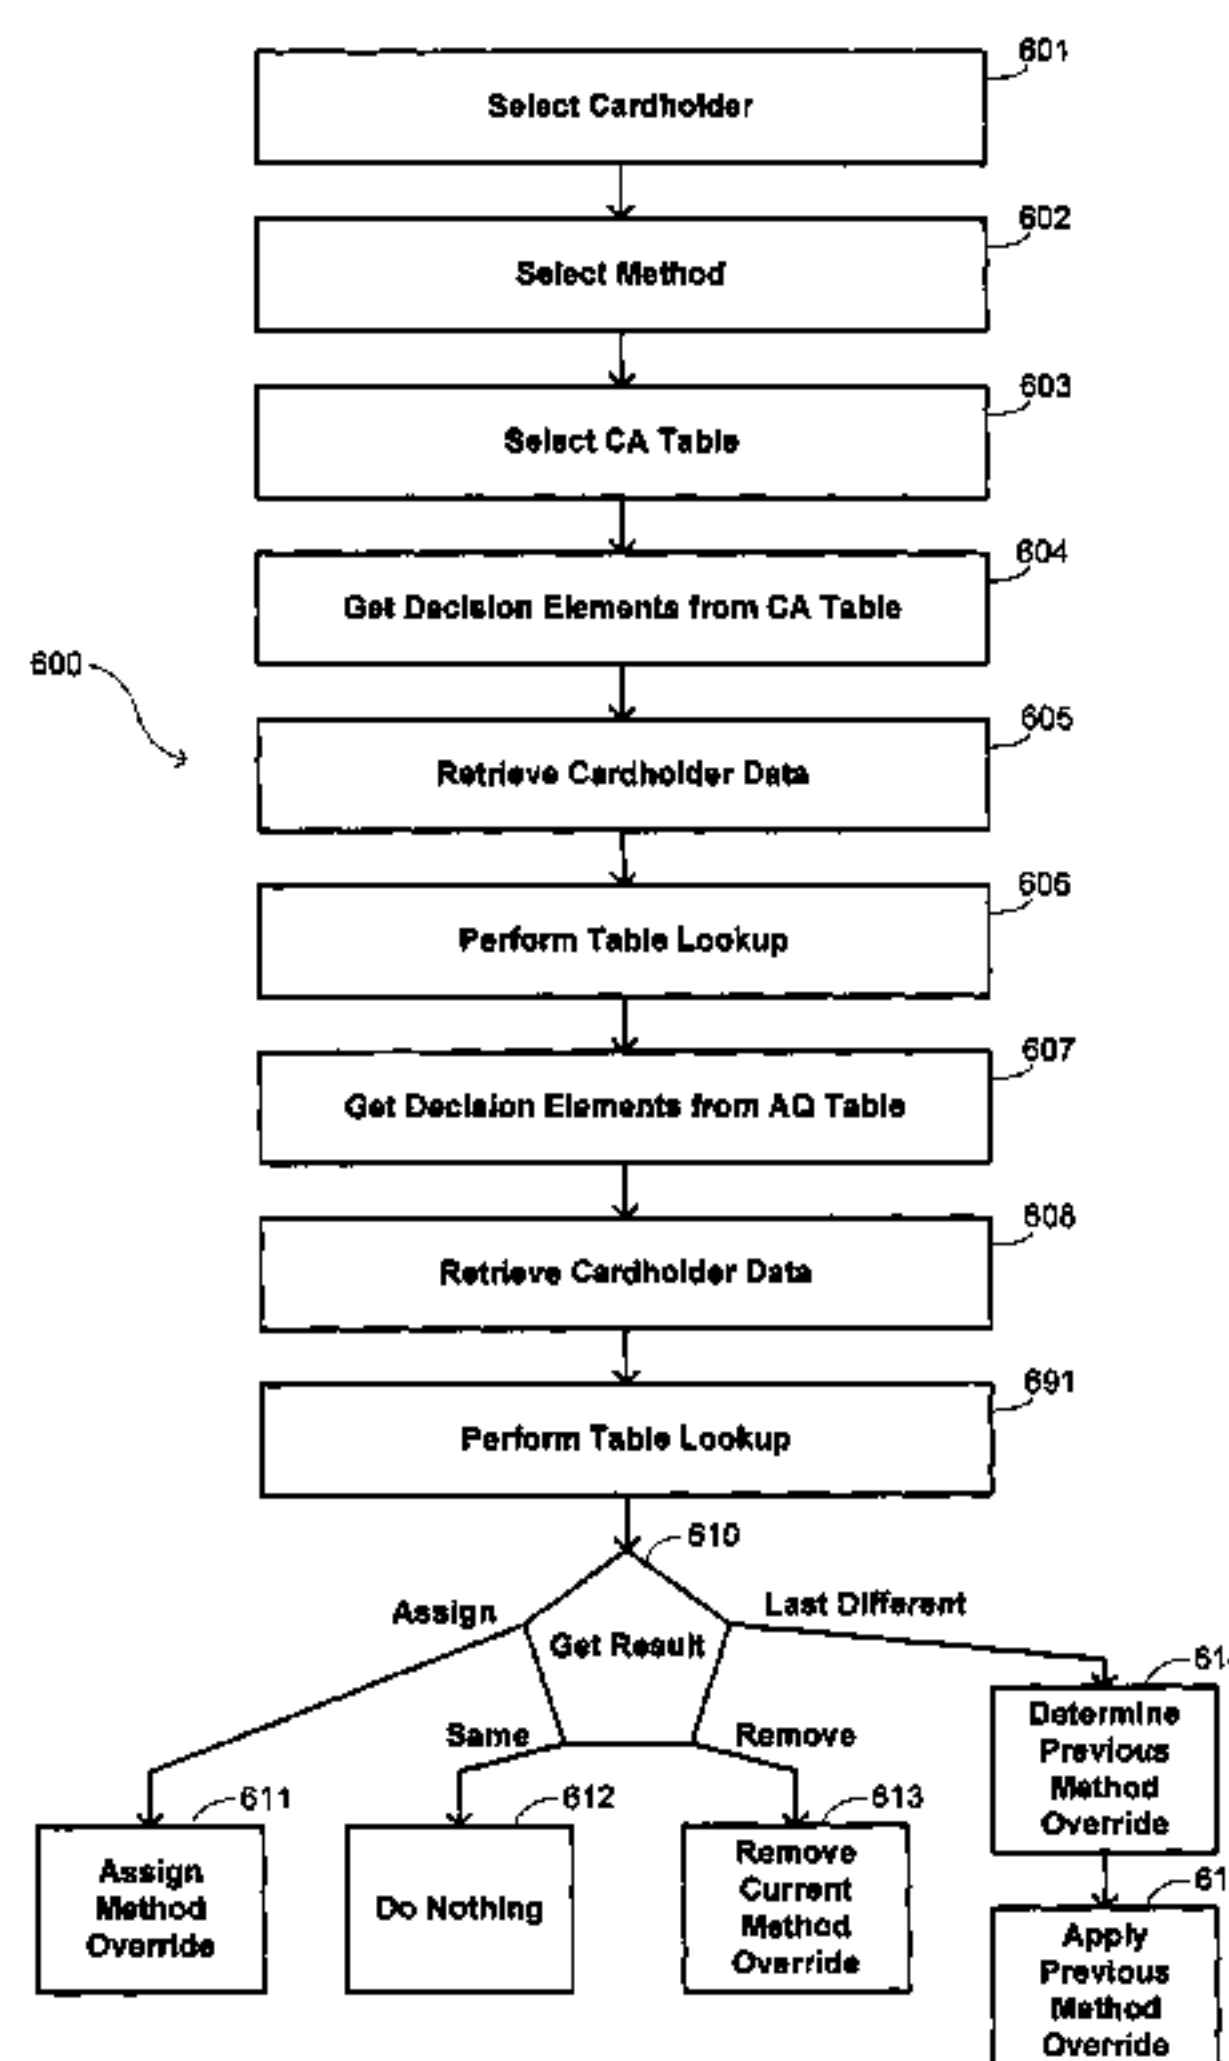 601
Select Cardholder
602
Select Method
603
Select CA Table
604
Get Decision Elements from CA Table
600
605
Retrieve Cardholder Data
606
Perform Table Lookup
607
Get Decision Elements from AQ Table
608
Retrieve Cardholder Data
691
Perform Table Lookup
610
Assign
Last Different
Get Result
Same
Remove
Determine
Previous
Method
Override
611
612
613
Assign
Method
Override
Do Nothing
Remove
Current
Method
Override
Apply
Previous
Method
Override